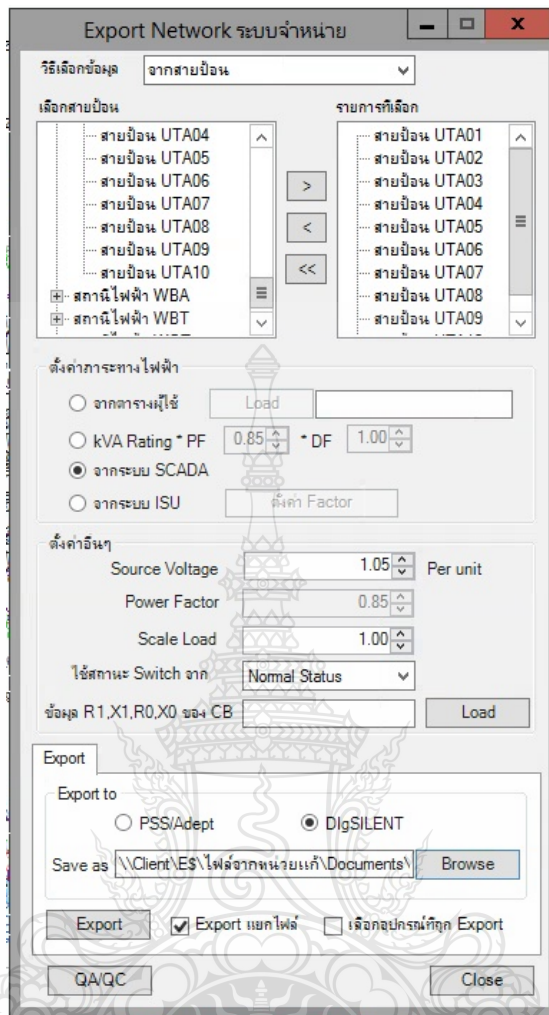 Export Network ระบบจำหน่าย
วิธีเลือกข้อมูล จากสายป้อน
เลือกสายป้อน รายการที่เลือก
สายป้อน UTA04 สายป้อน UTA01
สายป้อน UTA05 สายป้อน UTA02
สายป้อน UTA06 > สายป้อน UTA03
สายป้อน UTA07 สายป้อน UTA04
สายป้อน UTA08 < สายป้อน UTA05
สายป้อน UTA09 สายป้อน UTA06
สายป้อน UTA10 << สายป้อน UTA07
สถานีไฟฟ้า WBA สายป้อน UTA08
สถานีไฟฟ้า WBT สายป้อน UTA09
ตั้งค่าภาระทางไฟฟ้า
จากตารางผู้ใช้ Load
kVA Rating * PF 0.85 * DF 1.00
จากระบบ SCADA
จากระบบ ISU ตั้งค่า Factor
ตั้งค่าอื่นๆ
Source Voltage 1.05 Per unit
Power Factor 0.85
Scale Load 1.00
ใช้สถานะ Switch จาก Normal Status
ข้อมูล R1,X1,R0,X0 ของ CB Load
Export
Export to
PSS/Adept DIgSILENT
Save as \\Client\E$\ไฟล์จากหน่วยแก้\Documents\ Browse
Export Export แยกไฟล์ เลือกอุปกรณ์ที่ถูก Export
QA/QC Close